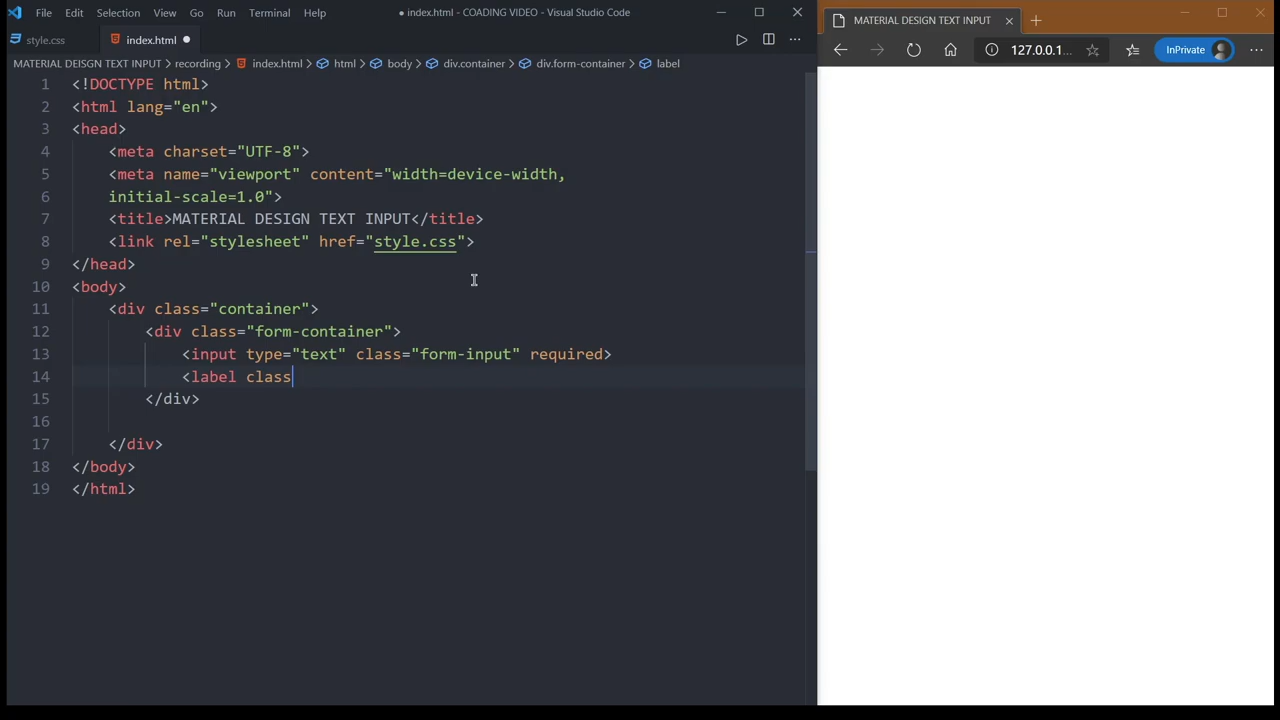 File Edit Selection View Go Run Terminal Help ● index.html - COADING VIDEO - Visual Studio Code
style.css index.html ●
MATERIAL DEISGN TEXT INPUT > recording > index.html > html > body > div.container > div.form-container > label
1 <!DOCTYPE html>
2 <html lang="en">
3 <head>
4 <meta charset="UTF-8">
5 <meta name="viewport" content="width=device-width,
6 initial-scale=1.0">
7 <title>MATERIAL DESIGN TEXT INPUT</title>
8 <link rel="stylesheet" href="style.css">
9 </head>
10 <body>
11 <div class="container">
12 <div class="form-container">
13 <input type="text" class="form-input" required>
14 <label class
15 </div>
16
17 </div>
18 </body>
19 </html>
MATERIAL DESIGN TEXT INPUT
127.0.0.1... InPrivate